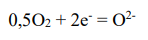 0,5O₂ + 2e⁻ = O²⁻